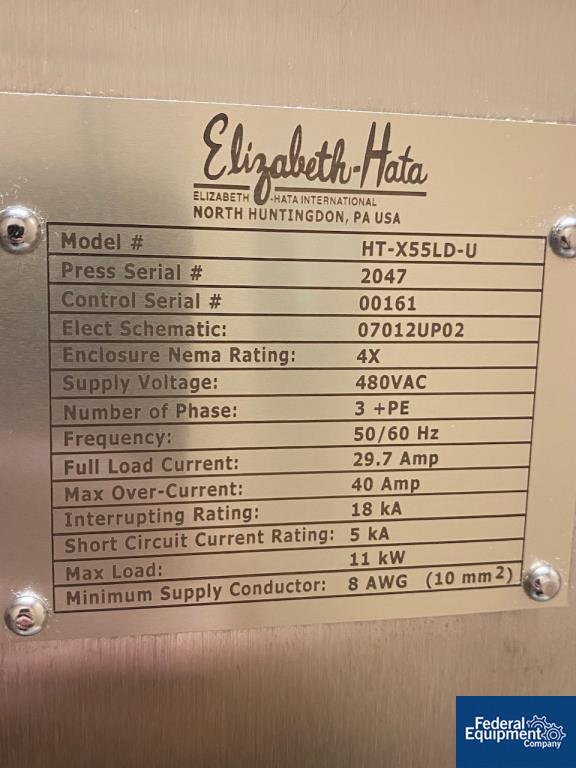 Elizabeth-Hata
ELIZABETH-HATA INTERNATIONAL
NORTH HUNTINGDON, PA USA
Model # HT-X55LD-U
Press Serial # 2047
Control Serial # 00161
Elect Schematic: 07012UP02
Enclosure Nema Rating: 4X
Supply Voltage: 480VAC
Number of Phase: 3 +PE
Frequency: 50/60 Hz
Full Load Current: 29.7 Amp
Max Over-Current: 40 Amp
Interrupting Rating: 18 kA
Short Circuit Current Rating: 5 kA
Max Load: 11 kW
Minimum Supply Conductor: 8 AWG (10 mm2)
Federal
Equipment
Company